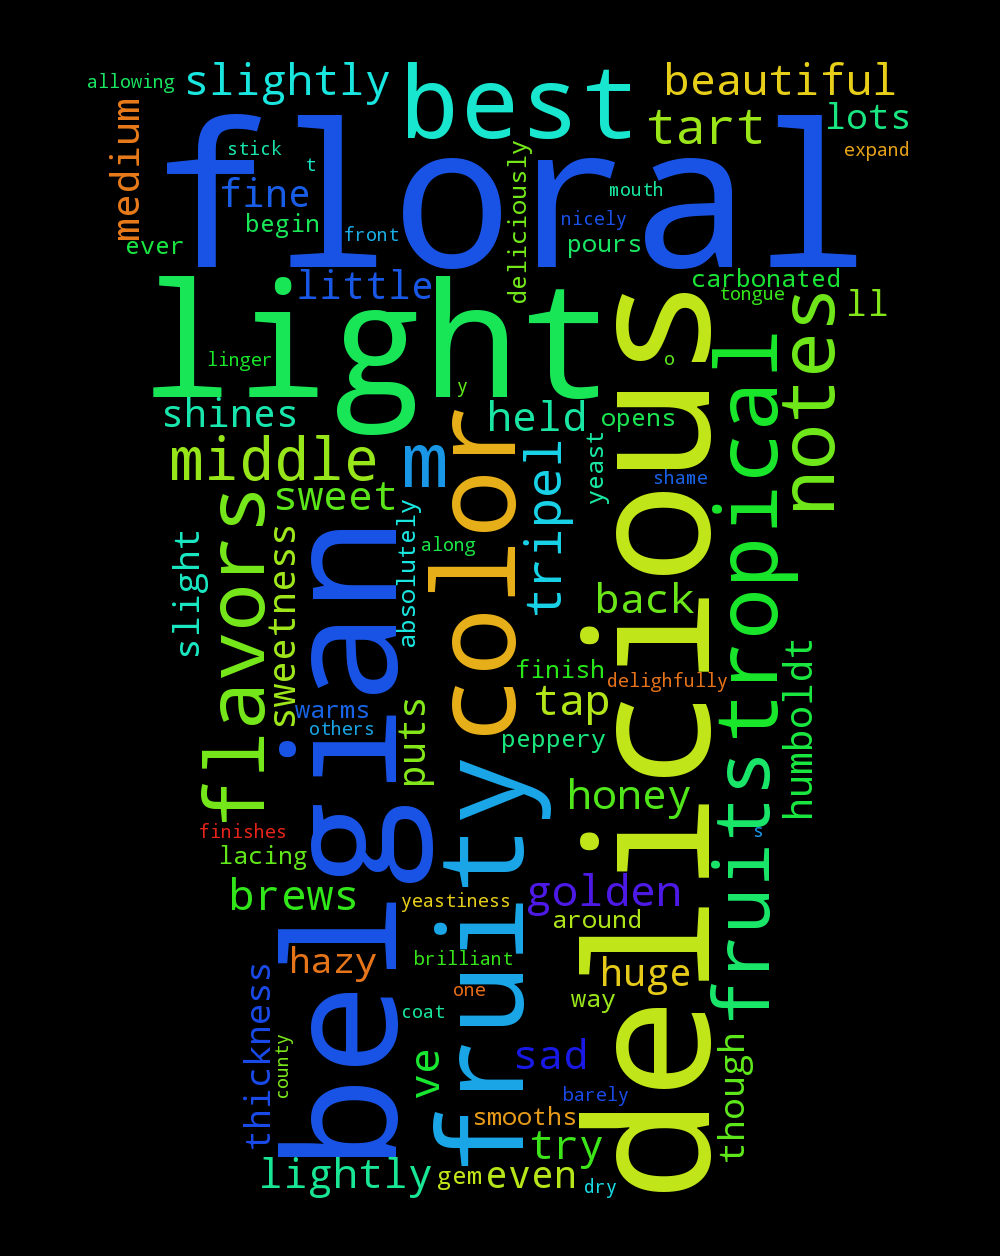 allowing
slightly
best
beautiful
medium
tart
lots
floral
stick
t
expand
fine
deliciously
mouth
begin
front
nicely
pours
ever
little
carbonated
tongue
ll
light
delicious
tropical
notes
linger
y
o
shines
held
opens
middle
m
color
tripel
yeast
shame
sweet
flavors
belgian
absolutely
along
slight
sweetness
back
finish
delighfully
humboldt
warms
others
puts
tap
peppery
fruity
fruits
honey
finishes
s
lacing
brews
yeastiness
golden
around
hazy
brilliant
huge
one
way
thickness
coat
county
ve
sad
though
barely
smooths
try
lightly
gem
even
dry